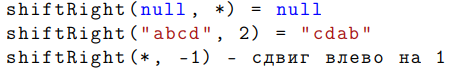 shiftRight(null, *) = null
shiftRight("abcd", 2) = "cdab"
shiftRight(*, -1) - сдвиг влево на 1